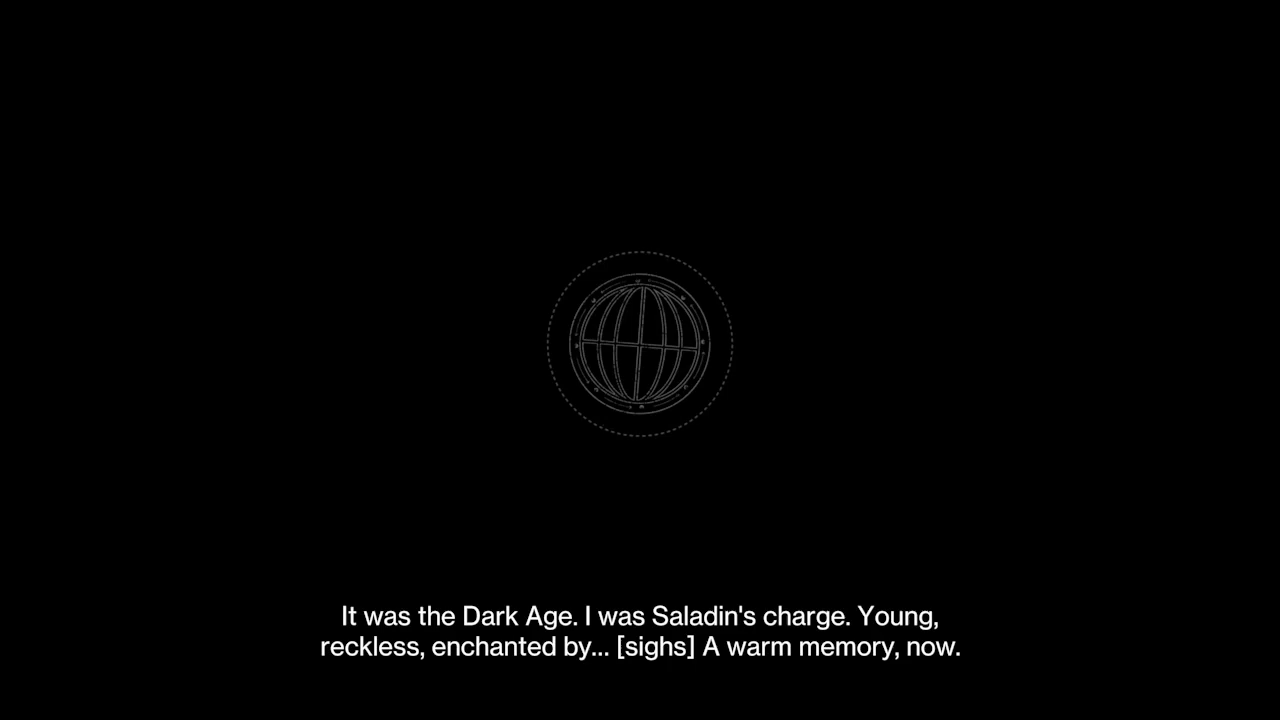 It was the Dark Age. I was Saladin's charge. Young,
reckless, enchanted by... [sighs] A warm memory, now.